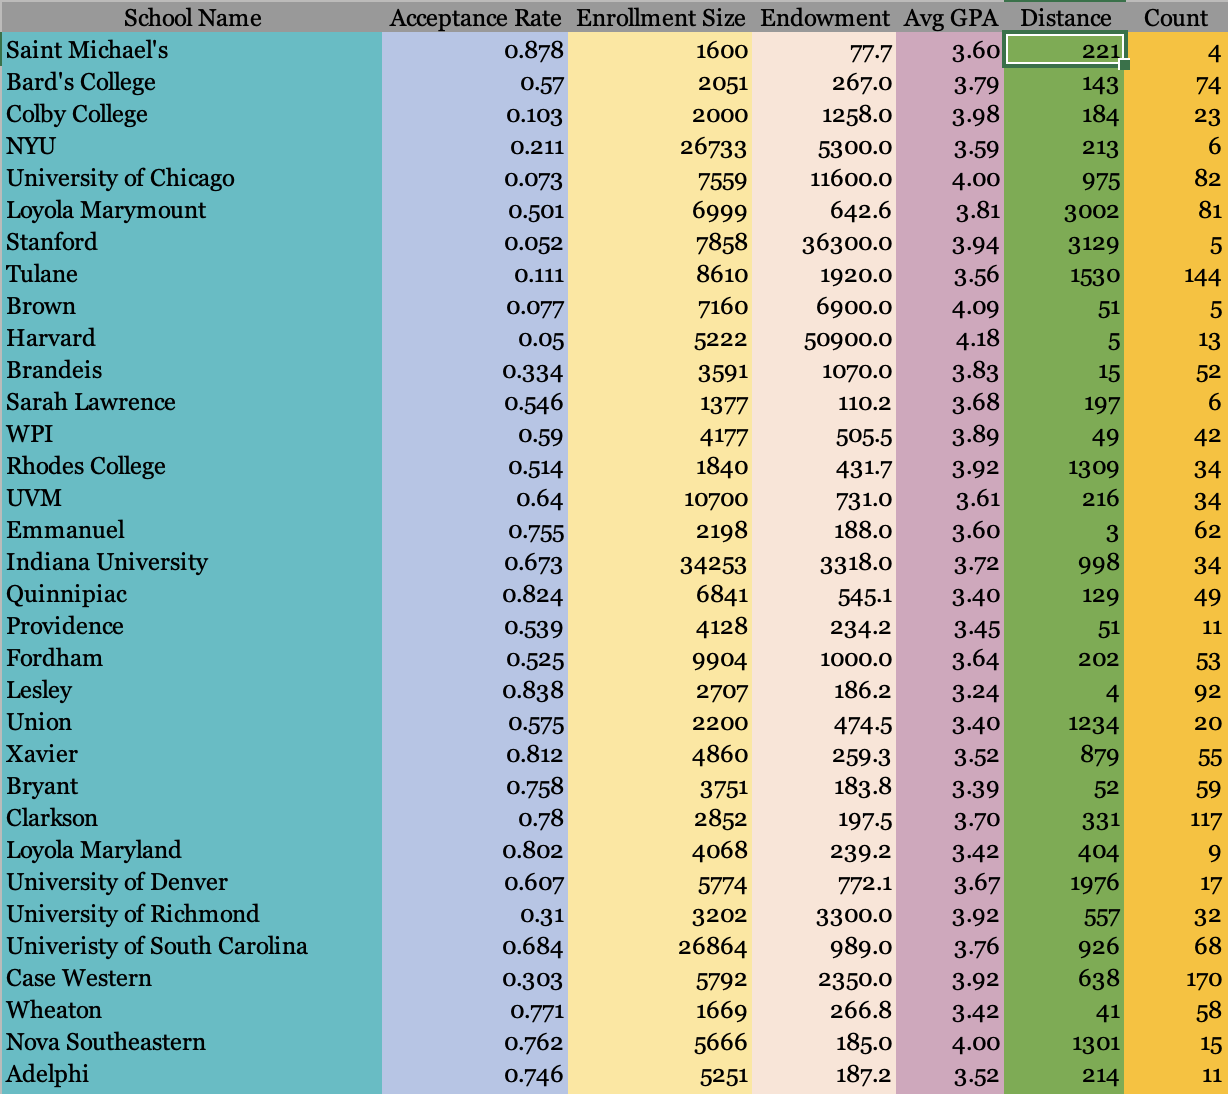 School Name Acceptance Rate Enrollment Size Endowment Avg GPA Distance Count
Saint Michael's 0.878 1600 77.7 3.60 221 4
Bard's College 0.57 2051 267.0 3.79 143 74
Colby College 0.103 2000 1258.0 3.98 184 23
NYU 0.211 26733 5300.0 3.59 213 6
University of Chicago 0.073 7559 11600.0 4.00 975 82
Loyola Marymount 0.501 6999 642.6 3.81 3002 81
Stanford 0.052 7858 36300.0 3.94 3129 5
Tulane 0.111 8610 1920.0 3.56 1530 144
Brown 0.077 7160 6900.0 4.09 51 5
Harvard 0.05 5222 50900.0 4.18 5 13
Brandeis 0.334 3591 1070.0 3.83 15 52
Sarah Lawrence 0.546 1377 110.2 3.68 197 6
WPI 0.59 4177 505.5 3.89 49 42
Rhodes College 0.514 1840 431.7 3.92 1309 34
UVM 0.64 10700 731.0 3.61 216 34
Emmanuel 0.755 2198 188.0 3.60 3 62
Indiana University 0.673 34253 3318.0 3.72 998 34
Quinnipiac 0.824 6841 545.1 3.40 129 49
Providence 0.539 4128 234.2 3.45 51 11
Fordham 0.525 9904 1000.0 3.64 202 53
Lesley 0.838 2707 186.2 3.24 4 92
Union 0.575 2200 474.5 3.40 1234 20
Xavier 0.812 4860 259.3 3.52 879 55
Bryant 0.758 3751 183.8 3.39 52 59
Clarkson 0.78 2852 197.5 3.70 331 117
Loyola Maryland 0.802 4068 239.2 3.42 404 9
University of Denver 0.607 5774 772.1 3.67 1976 17
University of Richmond 0.31 3202 3300.0 3.92 557 32
Univeristy of South Carolina 0.684 26864 989.0 3.76 926 68
Case Western 0.303 5792 2350.0 3.92 638 170
Wheaton 0.771 1669 266.8 3.42 41 58
Nova Southeastern 0.762 5666 185.0 4.00 1301 15
Adelphi 0.746 5251 187.2 3.52 214 11